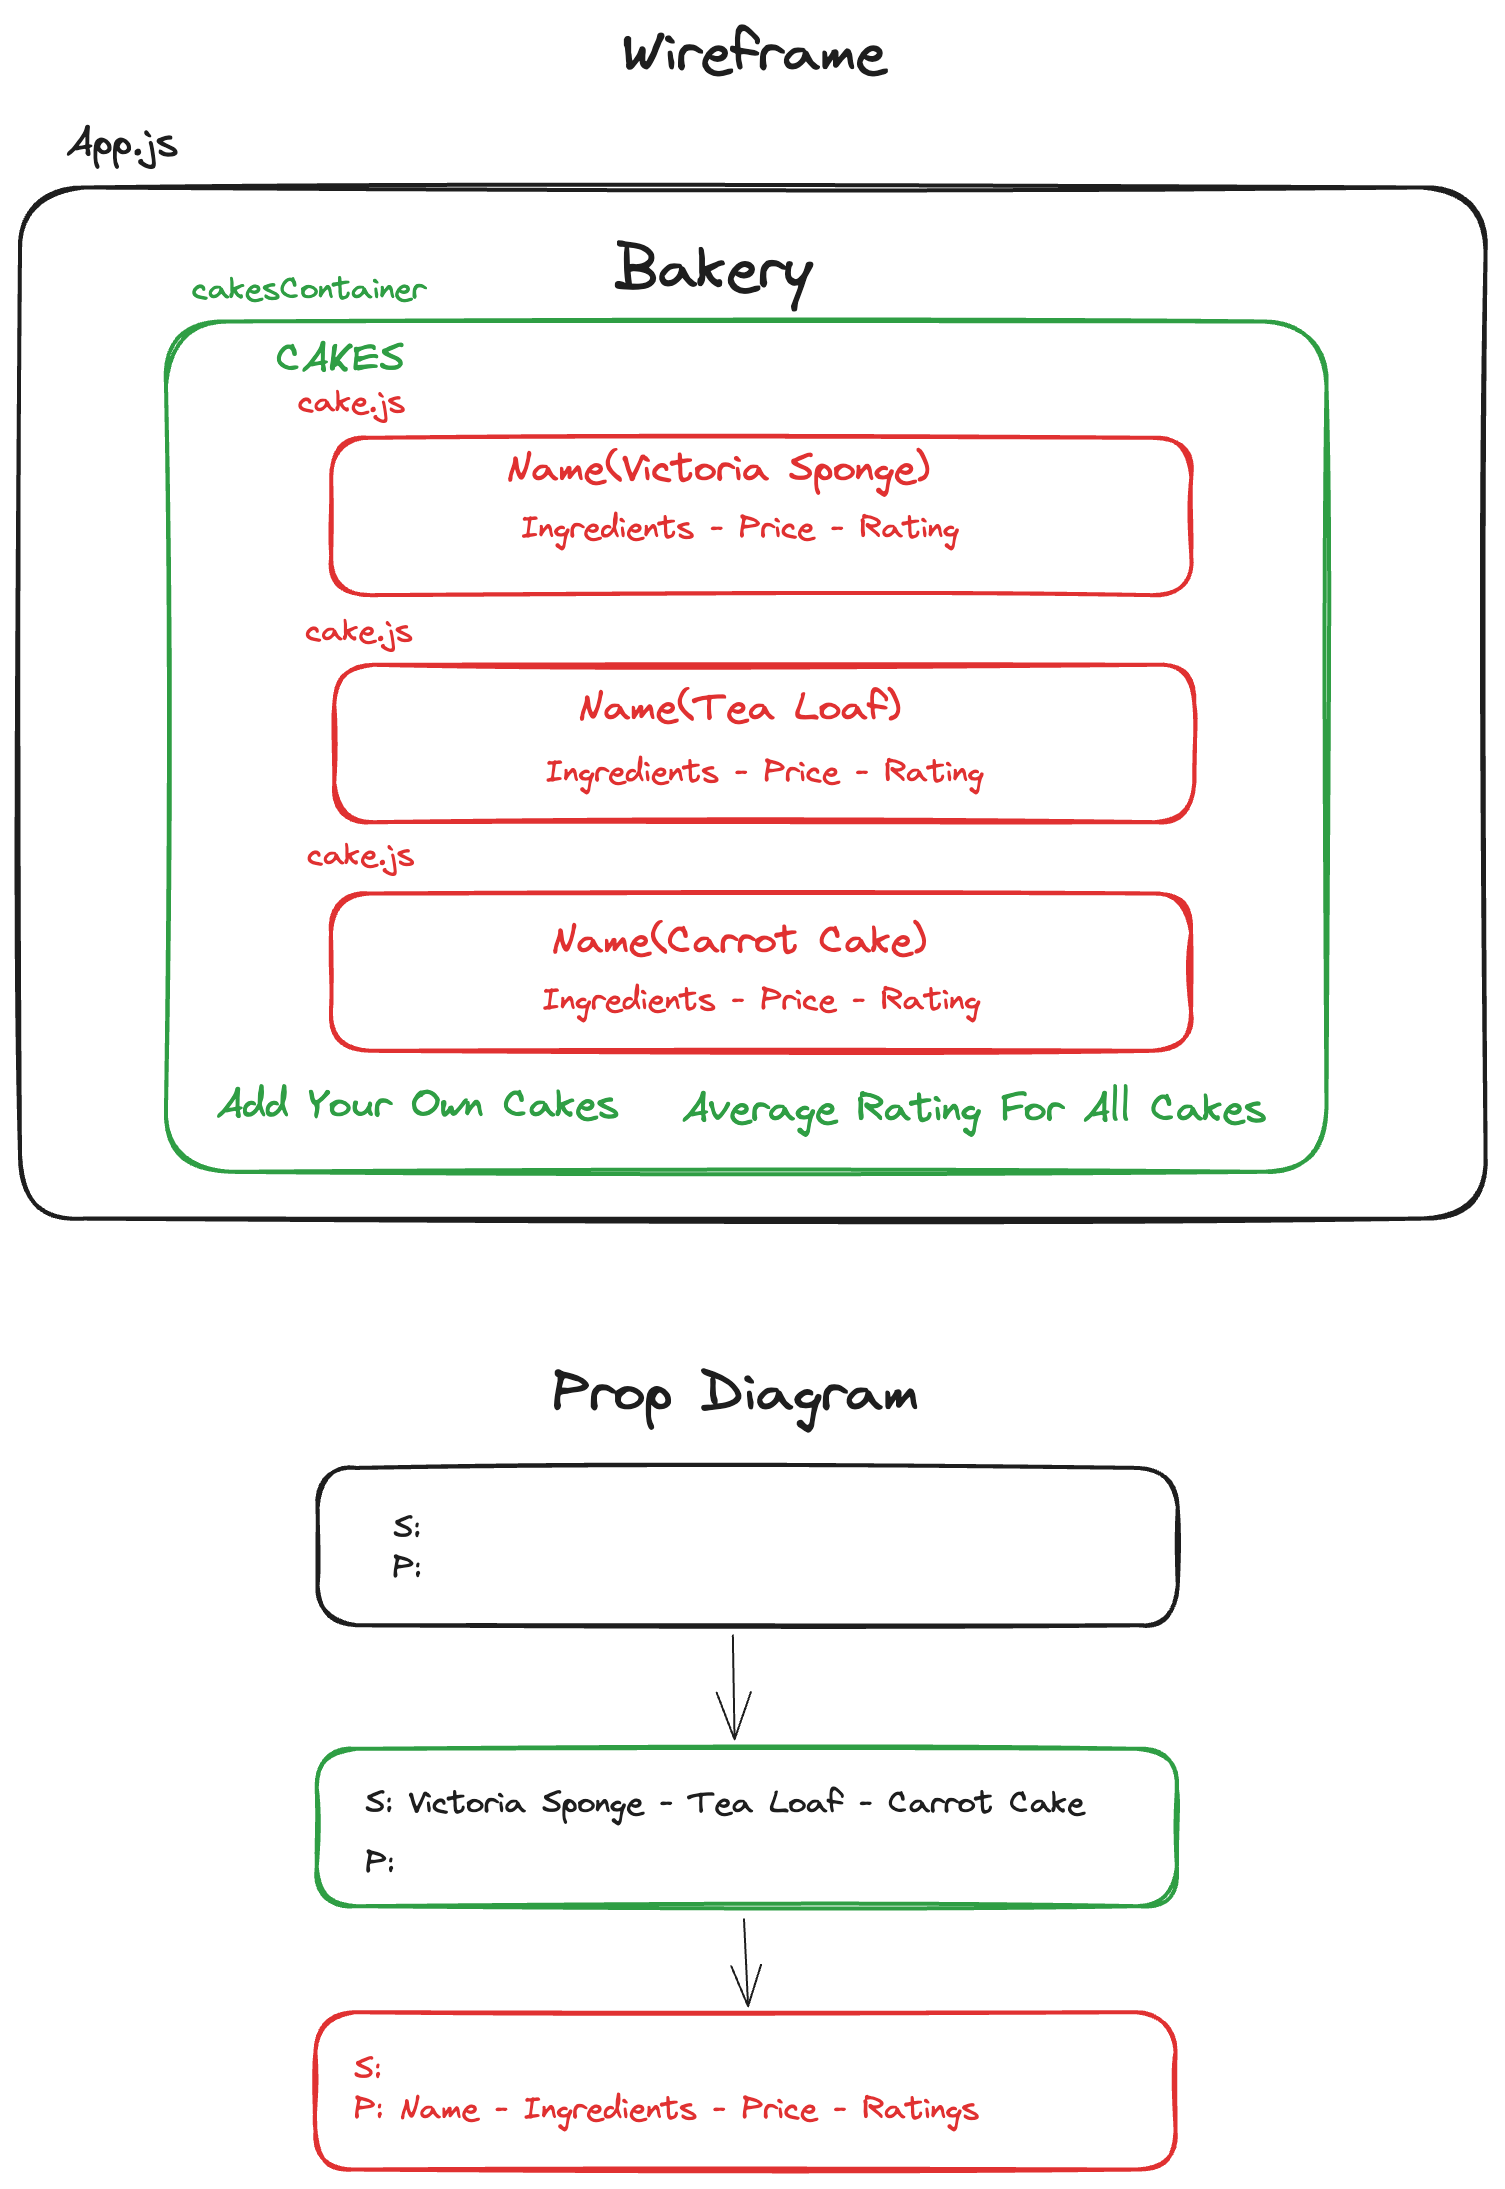 Wireframe
App.js
Bakery
cakesContainer
CAKES
cake.js
Name(Victoria Sponge)
Ingredients - Price - Rating
cake.js
Name(Tea Loaf)
Ingredients - Price - Rating
cake.js
Name(Carrot Cake)
Ingredients - Price - Rating
Add Your Own Cakes
Average Rating For All Cakes
Prop Diagram
S:
P:
S: Victoria Sponge - Tea Loaf - Carrot Cake
P:
S:
P: Name - Ingredients - Price - Ratings